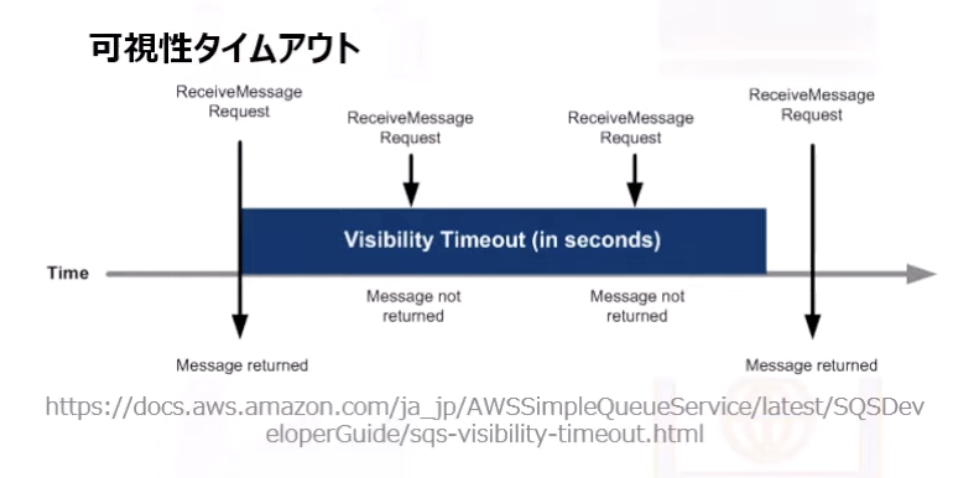 可視性タイムアウト
ReceiveMessage
Request
ReceiveMessage
Request
ReceiveMessage
Request
ReceiveMessage
Request
Visibility Timeout (in seconds)
Time
Message not
returned
Message not
returned
Message returned
Message returned
https://docs.aws.amazon.com/ja_jp/AWSSimpleQueueService/latest/SQSDev
eloperGuide/sqs-visibility-timeout.html